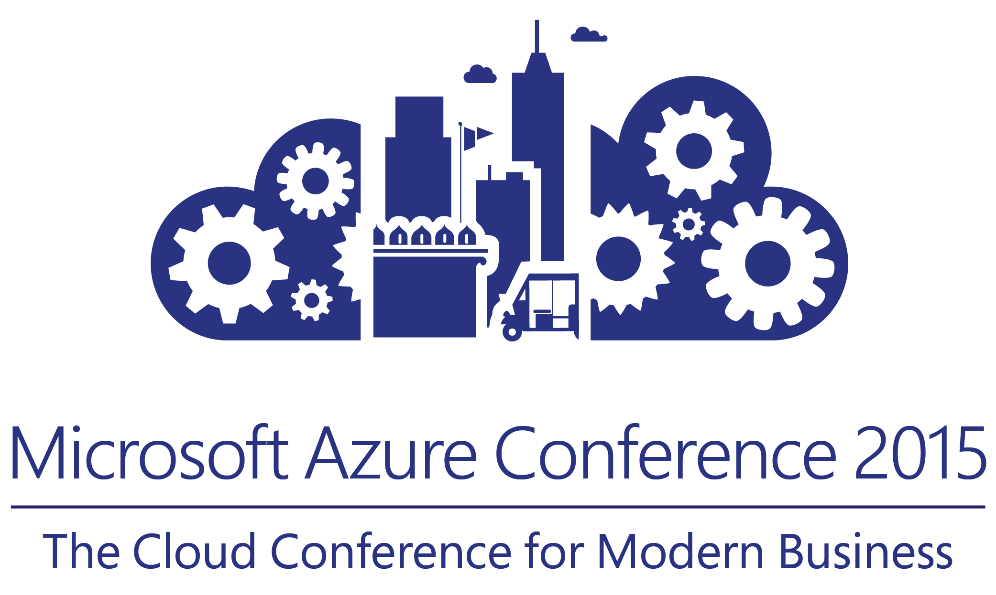 Microsoft Azure Conference 2015
The Cloud Conference for Modern Business